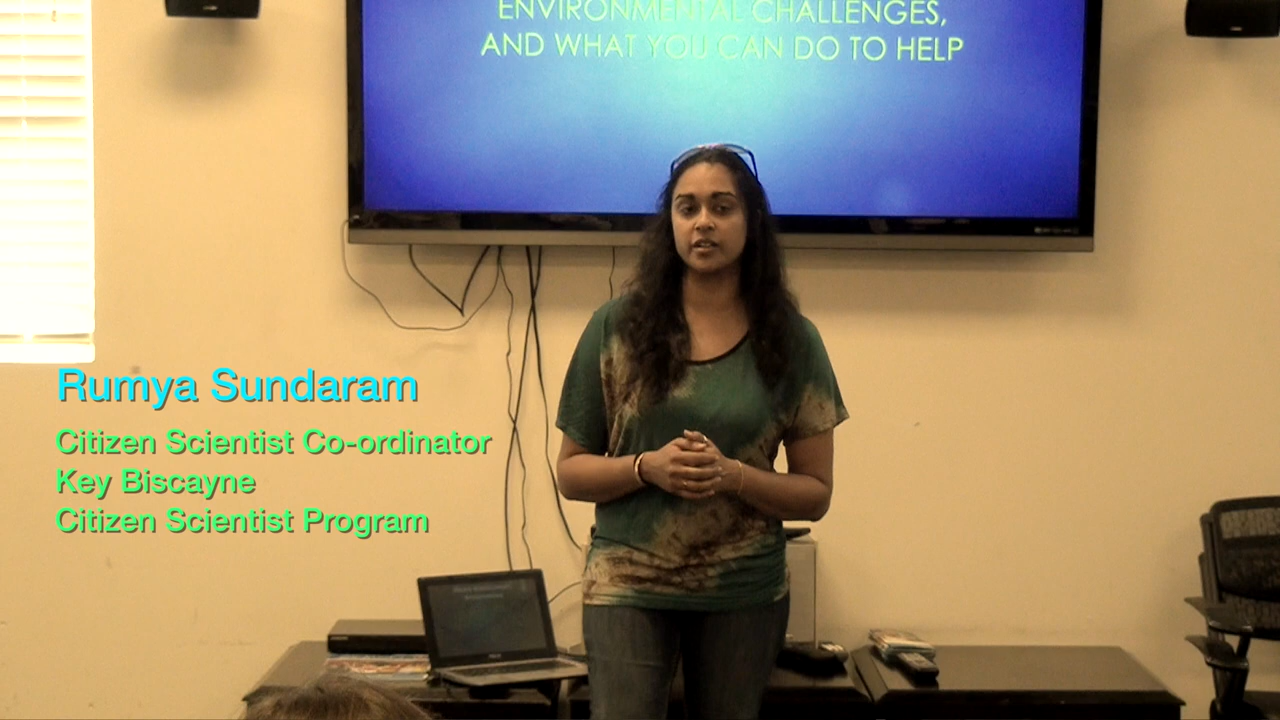 ENVIRONMENTAL CHALLENGES,
AND WHAT YOU CAN DO TO HELP
Rumya Sundaram
Citizen Scientist Co-ordinator
Key Biscayne
Citizen Scientist Program